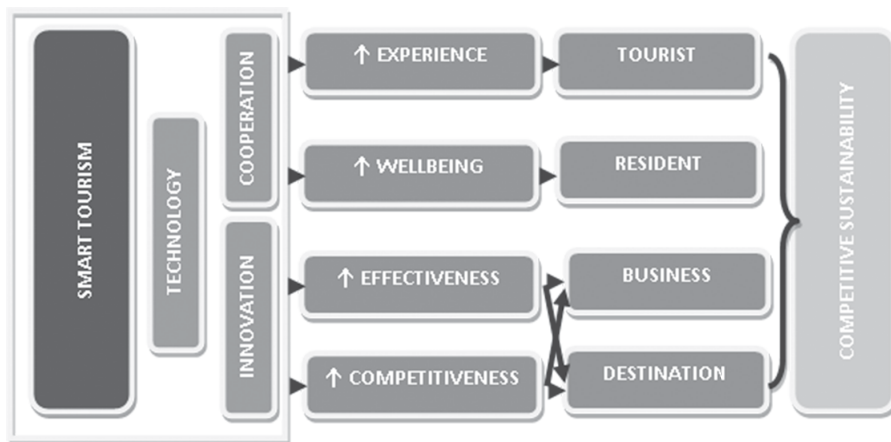 SMART TOURISM
TECHNOLOGY
COOPERATION
INNOVATION
↑ EXPERIENCE
TOURIST
↑ WELLBEING
RESIDENT
↑ EFFECTIVENESS
BUSINESS
↑ COMPETITIVENESS
DESTINATION
COMPETITIVE SUSTAINABILITY